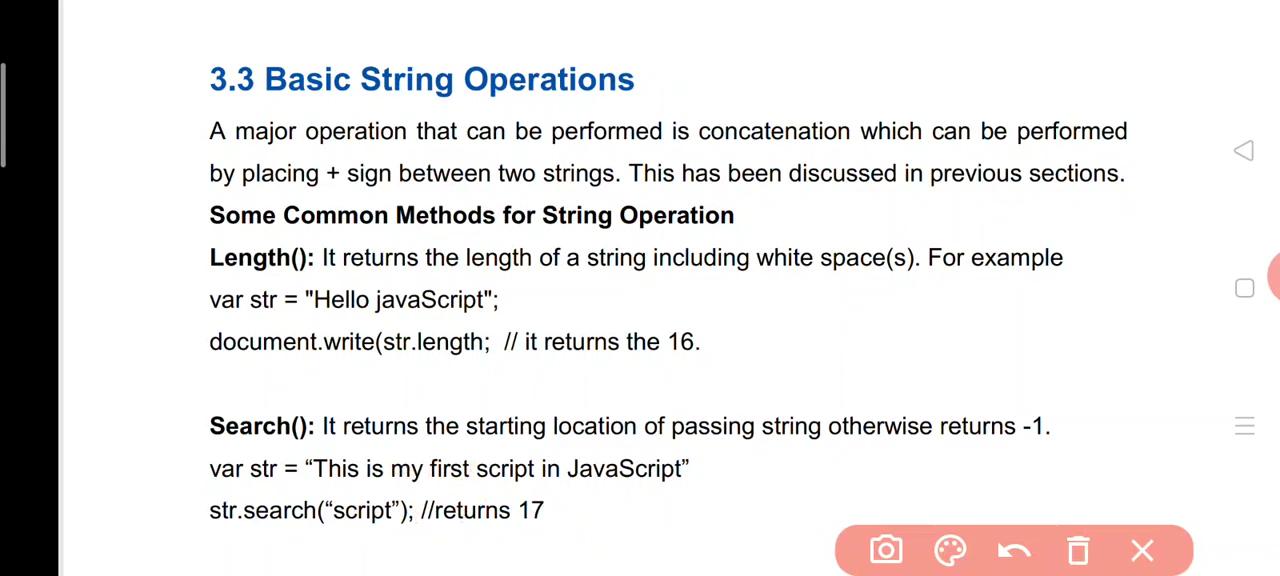 3.3 Basic String Operations
A major operation that can be performed is concatenation which can be performed
by placing + sign between two strings. This has been discussed in previous sections.
Some Common Methods for String Operation
Length(): It returns the length of a string including white space(s). For example
var str = "Hello javaScript";
document.write(str.length;  // it returns the 16.
Search(): It returns the starting location of passing string otherwise returns -1.
var str = “This is my first script in JavaScript”
str.search(“script”); //returns 17